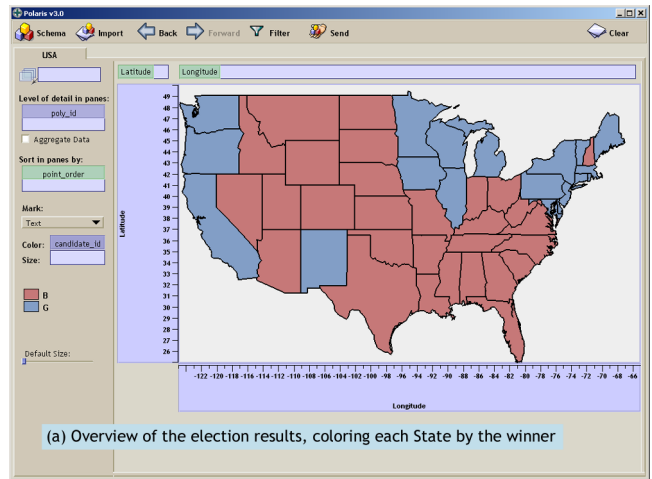 Polaris v3.0
Schema Import Back Forward Filter Send Clear
LISA
Latitude Longitude
Level of detail in panes:
poly_id
Aggregate Data
Sort in panes by:
point_order
Mark:
Text
Color: candidate_id
Size:
B
G
Default Size:
Latitude
49
48
47
46
45
44
43
42
41
40
39
38
37
36
35
34
33
32
31
30
29
28
27
26
-122 -120 -118 -116 -114 -112 -110 -108 -106 -104 -102 -100 -98 -96 -94 -92 -90 -88 -86 -84 -82 -80 -78 -76 -74 -72 -70 -68 -66
Longitude
(a) Overview of the election results, coloring each State by the winner